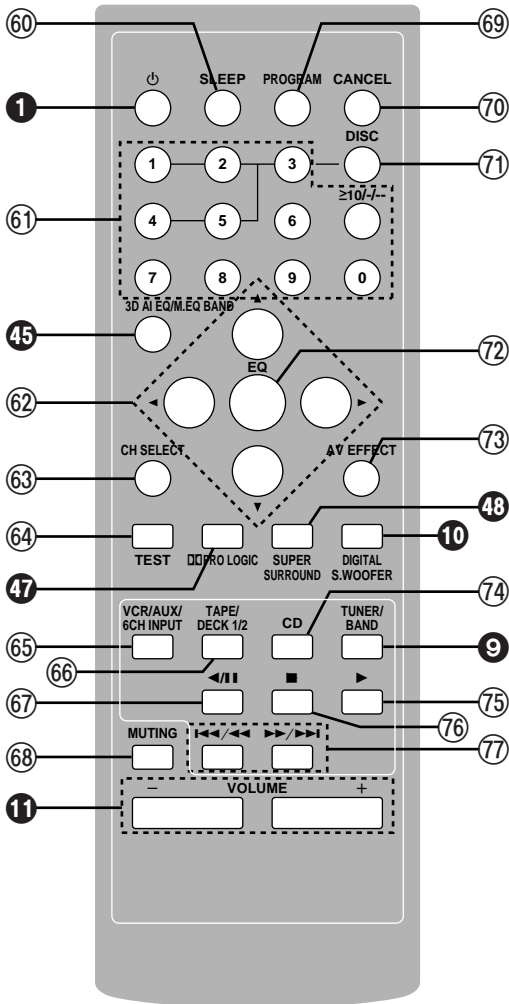 60 69
⏻ SLEEP PROGRAM CANCEL
1 70
DISC
1 2 3 71
≥10/-/--
61 4 5 6
7 8 9 0
3D AI EQ/M.EQ BAND ▲
45
EQ 72
62 ◄ ►
CH SELECT AV EFFECT 73
63 ▼
48
64 10
TEST PRO LOGIC SUPER SURROUND DIGITAL S.WOOFER
47 74
VCR/AUX/ 6CH INPUT TAPE/ DECK 1/2 CD TUNER/ BAND
65 9
66
◄/II ■ ►
67 75
76
MUTING I◄◄/◄◄ ►►/►►I
68 77
− VOLUME +
11